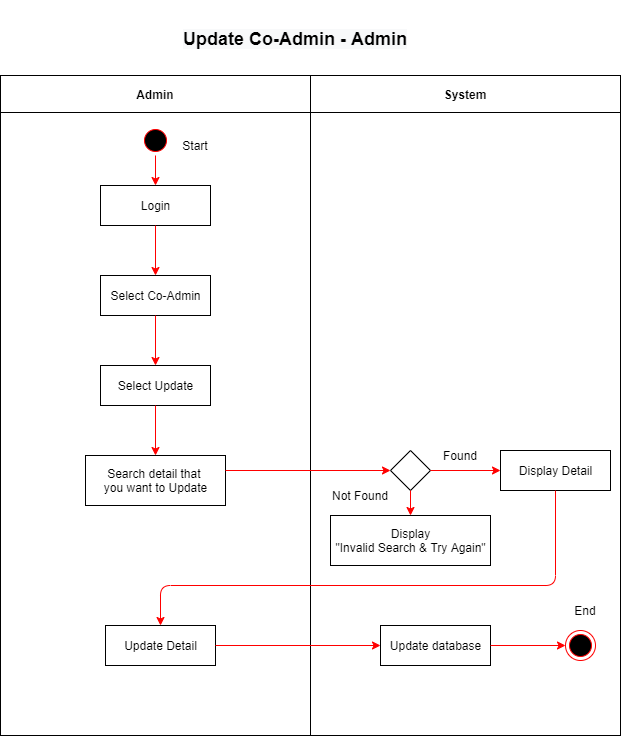 Update Co-Admin - Admin
Admin
System
Start
Login
Select Co-Admin
Select Update
Search detail that
you want to Update
Found
Display Detail
Not Found
Display
"Invalid Search & Try Again"
End
Update Detail
Update database